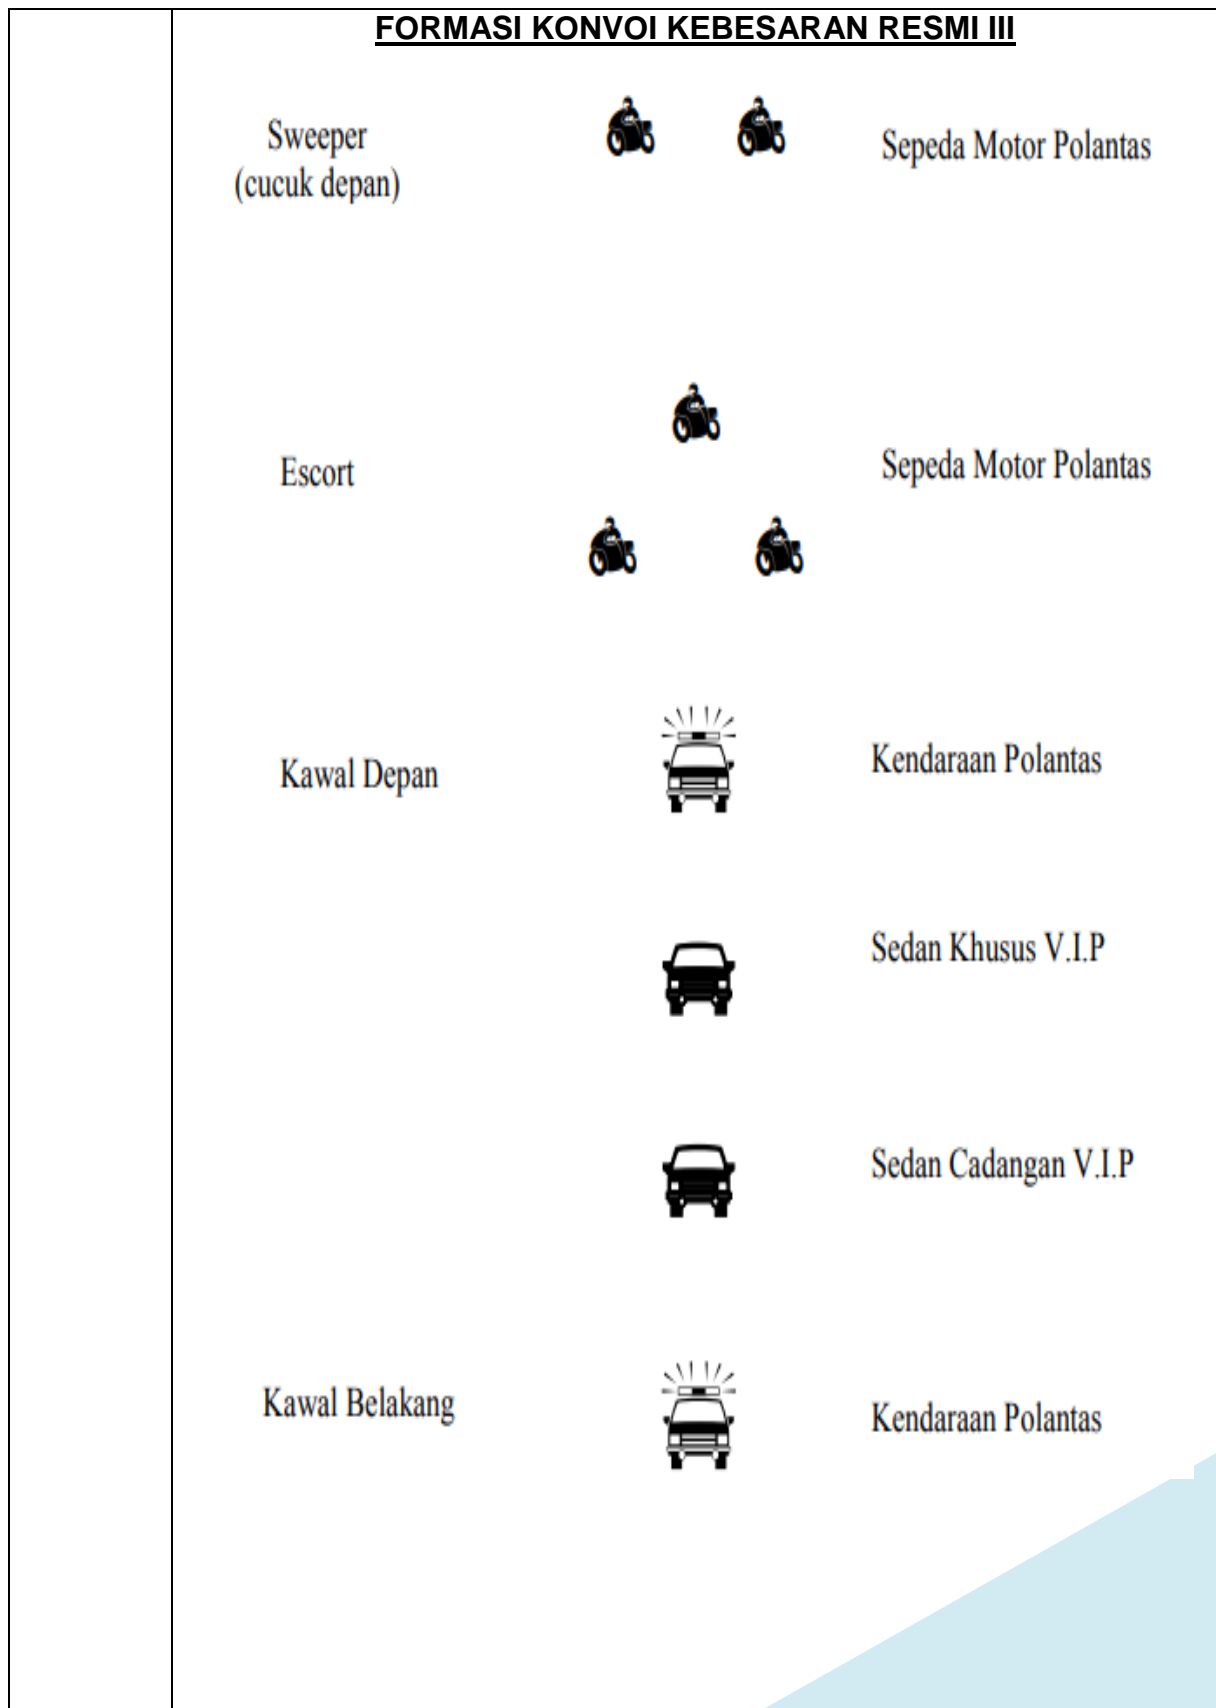 FORMASI KONVOI KEBESARAN RESMI III
Sweeper
(cucuk depan)
Sepeda Motor Polantas
Escort
Sepeda Motor Polantas
Kawal Depan
Kendaraan Polantas
Sedan Khusus V.I.P
Sedan Cadangan V.I.P
Kawal Belakang
Kendaraan Polantas